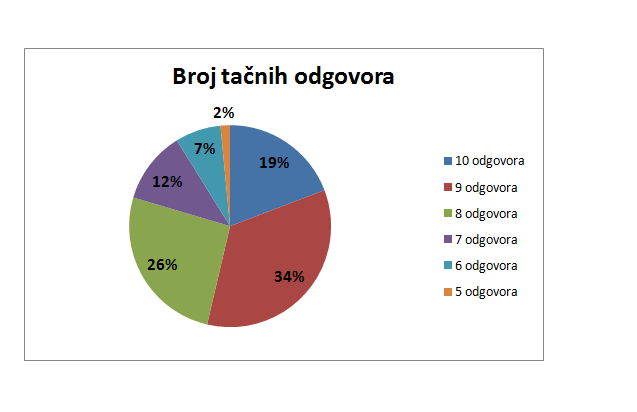 Broj tačnih odgovora
2%
19%
7%
12%
26%
34%
10 odgovora
9 odgovora
8 odgovora
7 odgovora
6 odgovora
5 odgovora